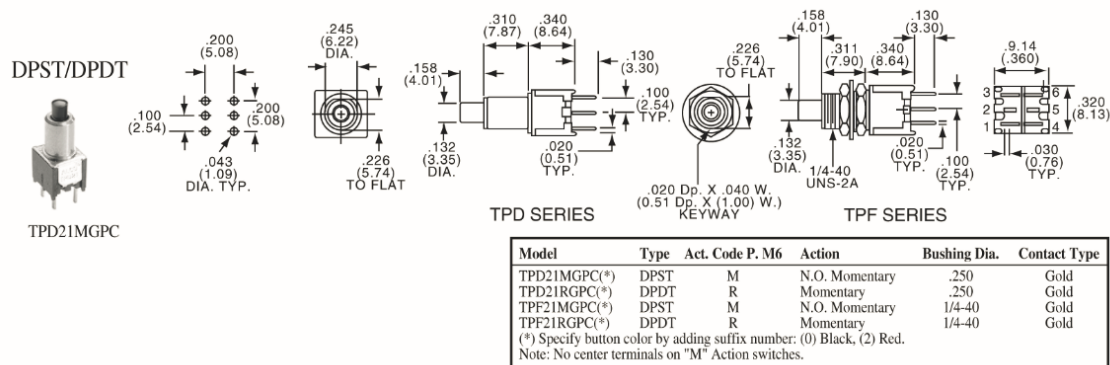 DPST/DPDT
TPD21MGPC
.200
(5.08)
.100
(2.54)
.200
(5.08)
.043
(1.09)
DIA. TYP.
.245
(6.22)
DIA.
.226
(5.74)
TO FLAT
.310
(7.87)
.340
(8.64)
.158
(4.01)
.130
(3.30)
.100
(2.54)
TYP.
.132
(3.35)
DIA.
.020
(0.51)
TYP.
TPD SERIES
.226
(5.74)
TO FLAT
.020 Dp. X .040 W.
(0.51 Dp. X (1.00) W.)
KEYWAY
.158
(4.01)
.311
(7.90)
.340
(8.64)
.130
(3.30)
.132
(3.35)
DIA.
1/4-40
UNS-2A
.020
(0.51)
TYP.
.100
(2.54)
TYP.
TPF SERIES
.9.14
(.360)
3
6
2
5
1
4
.320
(8.13)
.030
(0.76)
Model Type Act. Code P. M6 Action Bushing Dia. Contact Type
TPD21MGPC(*) DPST M N.O. Momentary .250 Gold
TPD21RGPC(*) DPDT R Momentary .250 Gold
TPF21MGPC(*) DPST M N.O. Momentary 1/4-40 Gold
TPF21RGPC(*) DPDT R Momentary 1/4-40 Gold
(*) Specify button color by adding suffix number: (0) Black, (2) Red.
Note: No center terminals on "M" Action switches.